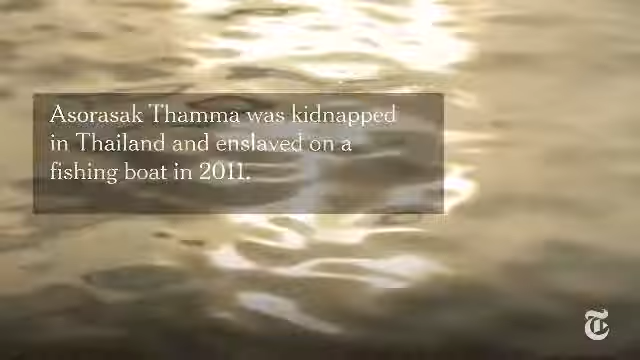 Asorasak Thamma was kidnapped
in Thailand and enslaved on a
fishing boat in 2011.
T